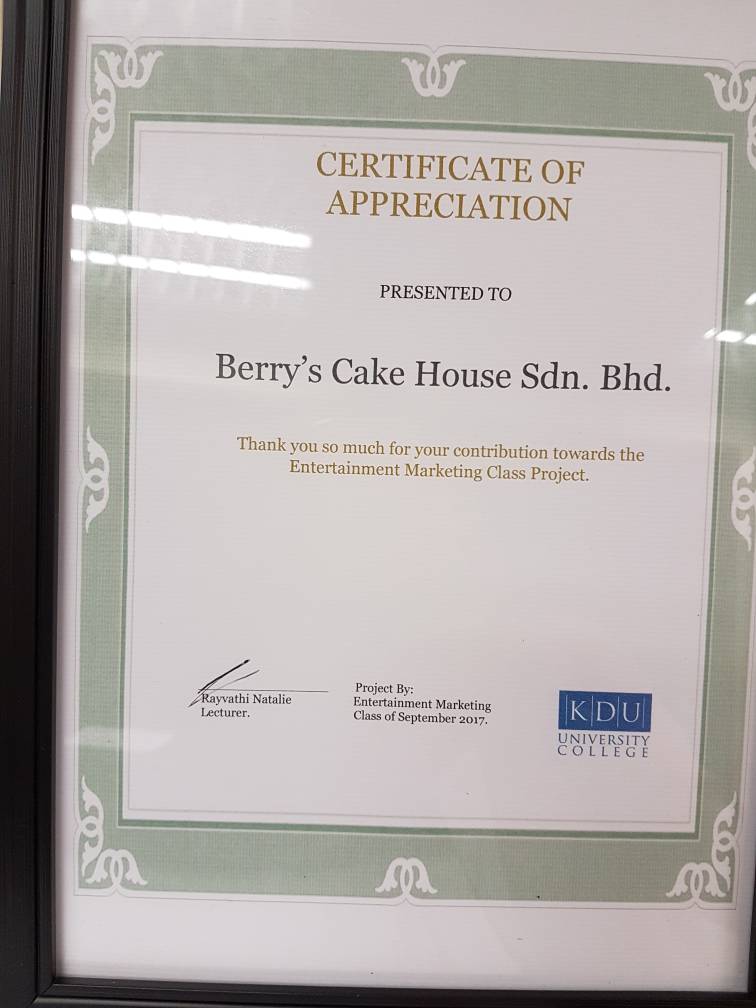 CERTIFICATE OF
APPRECIATION
PRESENTED TO
Berry's Cake House Sdn. Bhd.
Thank you so much for your contribution towards the
Entertainment Marketing Class Project.
Rayvathi Natalie
Lecturer.
Project By:
Entertainment Marketing
Class of September 2017.
KDU
UNIVERSITY
COLLEGE